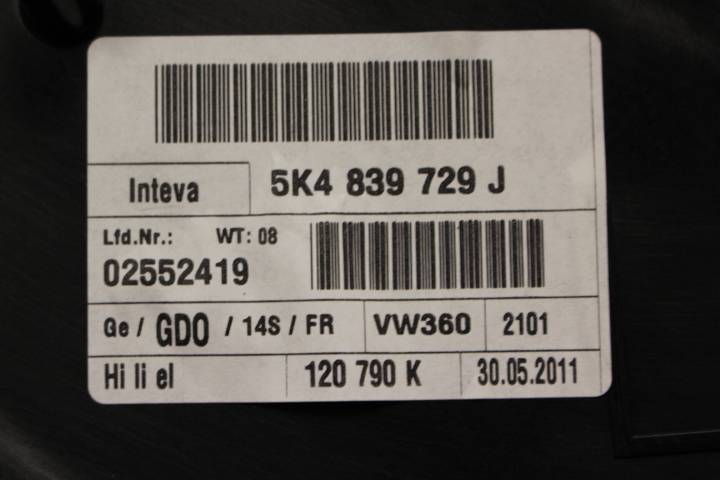 Inteva 5K4 839 729 J
Lfd.Nr.: WT: 08
02552419
Ge / GDO / 14S / FR VW360 2101
Hi li el 120 790 K 30.05.2011